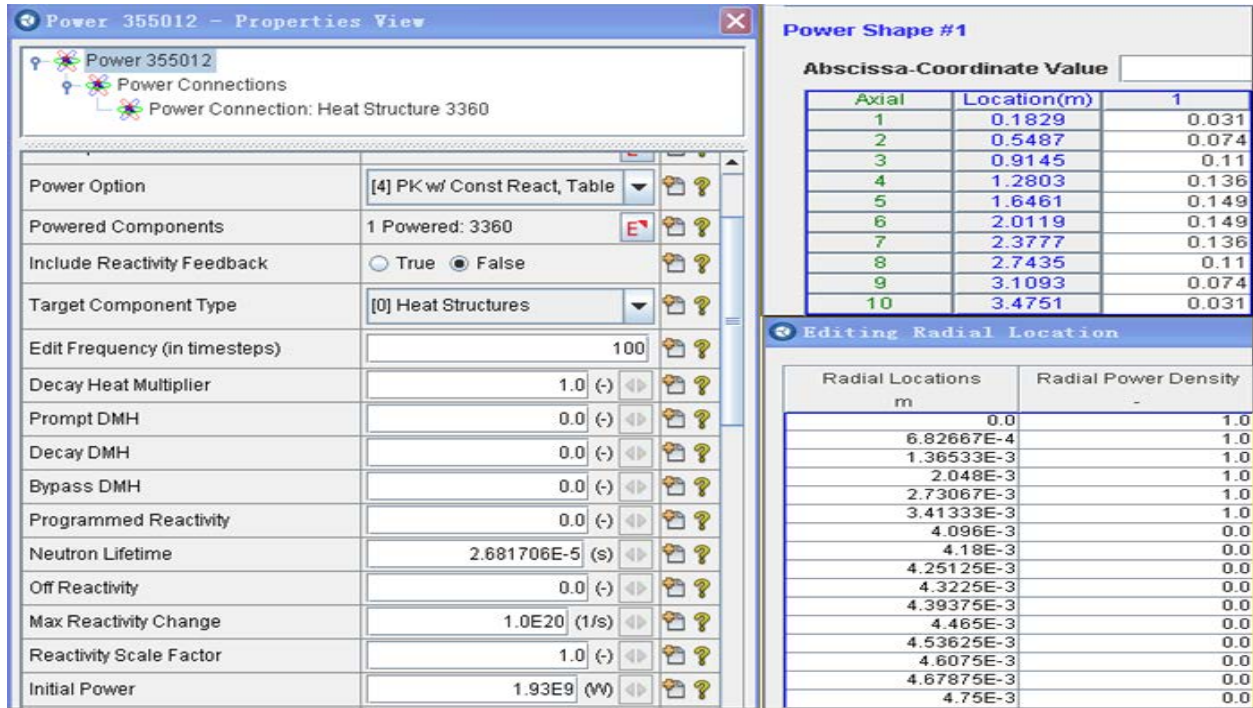 Power 355012 - Properties View
Power 355012
Power Connections
Power Connection: Heat Structure 3360
Power Option [4] PK w/ Const React, Table
Powered Components 1 Powered: 3360 E
Include Reactivity Feedback True False
Target Component Type [0] Heat Structures
Edit Frequency (in timesteps) 100
Decay Heat Multiplier 1.0 (-)
Prompt DMH 0.0 (-)
Decay DMH 0.0 (-)
Bypass DMH 0.0 (-)
Programmed Reactivity 0.0 (-)
Neutron Lifetime 2.681706E-5 (s)
Off Reactivity 0.0 (-)
Max Reactivity Change 1.0E20 (1/s)
Reactivity Scale Factor 1.0 (-)
Initial Power 1.93E9 (W)
Power Shape #1
Abscissa-Coordinate Value
Axial Location(m) 1
1 0.1829 0.031
2 0.5487 0.074
3 0.9145 0.11
4 1.2803 0.136
5 1.6461 0.149
6 2.0119 0.149
7 2.3777 0.136
8 2.7435 0.11
9 3.1093 0.074
10 3.4751 0.031
Editing Radial Location
Radial Locations Radial Power Density
m -
0.0 1.0
6.82667E-4 1.0
1.36533E-3 1.0
2.048E-3 1.0
2.73067E-3 1.0
3.41333E-3 1.0
4.096E-3 0.0
4.18E-3 0.0
4.25125E-3 0.0
4.3225E-3 0.0
4.39375E-3 0.0
4.465E-3 0.0
4.53625E-3 0.0
4.6075E-3 0.0
4.67875E-3 0.0
4.75E-3 0.0